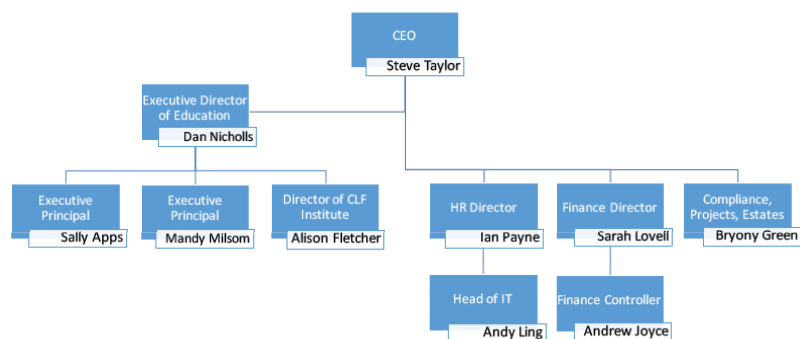 CEO
Steve Taylor
Executive Director
of Education
Dan Nicholls
Executive
Principal
Sally Apps
Executive
Principal
Mandy Milsom
Director of CLF
Institute
Alison Fletcher
HR Director
Ian Payne
Finance Director
Sarah Lovell
Compliance,
Projects, Estates
Bryony Green
Head of IT
Andy Ling
Finance Controller
Andrew Joyce